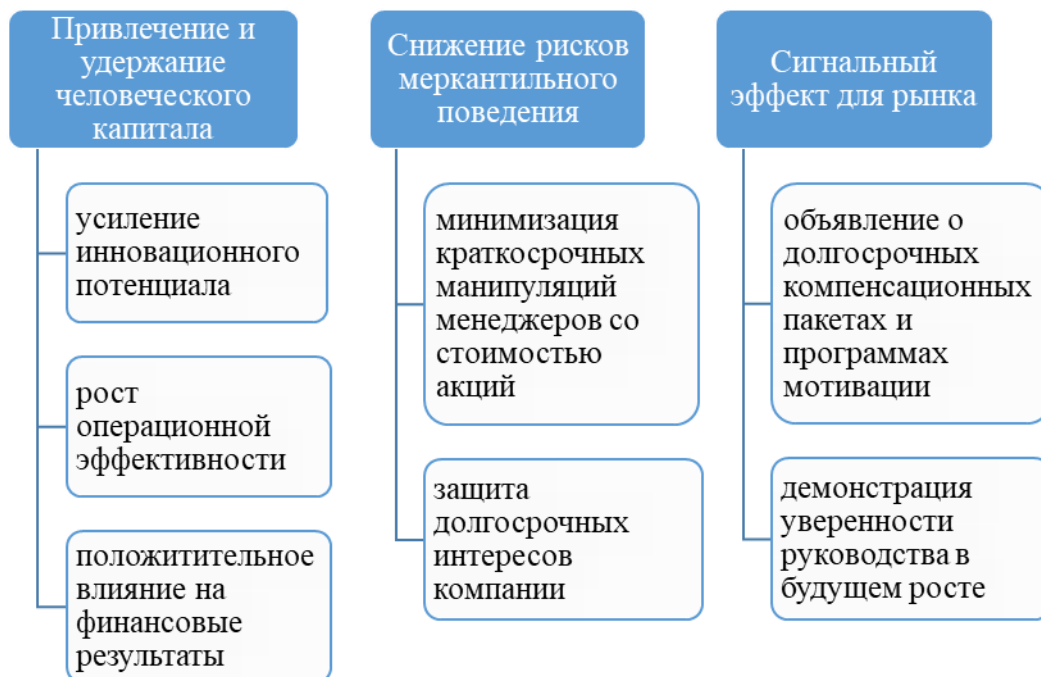 Привлечение и
удержание
человеческого
капитала
усиление
инновационного
потенциала
рост
операционной
эффективности
положитительное
влияние на
финансовые
результаты
Снижение рисков
меркантильного
поведения
минимизация
краткосрочных
манипуляций
менеджеров со
стоимостью
акций
защита
долгосрочных
интересов
компании
Сигнальный
эффект для рынка
объявление о
долгосрочных
компенсационных
пакетах и
программах
мотивации
демонстрация
уверенности
руководства в
будущем росте